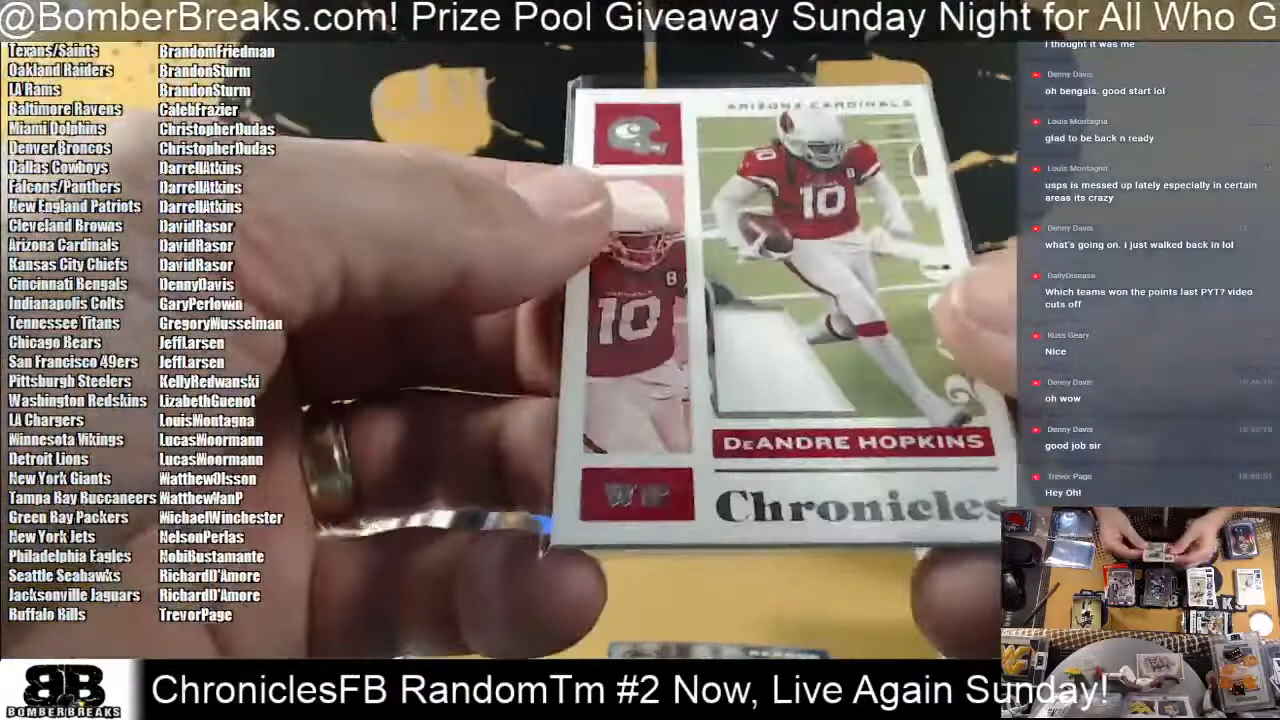 @BomberBreaks.com! Prize Pool Giveaway Sunday Night for All Who G
Texans/Saints BrandomFriedman
Oakland Raiders BrandonSturm
LA Rams BrandonSturm
Baltimore Ravens CalebFrazier
Miami Dolphins ChristopherDudas
Denver Broncos ChristopherDudas
Dallas Cowboys DarrellAtkins
Falcons/Panthers DarrellAtkins
New England Patriots DarrellAtkins
Cleveland Browns DavidRasor
Arizona Cardinals DavidRasor
Kansas City Chiefs DavidRasor
Cincinnati Bengals DennyDavis
Indianapolis Colts GaryPerlowin
Tennessee Titans GregoryMusselman
Chicago Bears JeffLarsen
San Francisco 49ers JeffLarsen
Pittsburgh Steelers KellyRedwanski
Washington Redskins LizabethGuenot
LA Chargers LouisMontagna
Minnesota Vikings LucasMoormann
Detroit Lions LucasMoormann
New York Giants MatthewOlsson
Tampa Bay Buccaneers MatthewVanP
Green Bay Packers MichaelWinchester
New York Jets NelsonPerlas
Philadelphia Eagles NobiBustamante
Seattle Seahawks RichardD'Amore
Jacksonville Jaguars RichardD'Amore
Buffalo Bills TrevorPage
ARIZONA CARDINALS
10
10
DeANDRE HOPKINS
WR
Chronicles
i thought it was me
Denny Davis
oh bengals. good start lol
Louis Montagna
glad to be back n ready
Louis Montagna
usps is messed up lately especially in certain
areas its crazy
Denny Davis
what's going on. i just walked back in lol
DailyDisease
Which teams won the points last PYT? video
cuts off
Russ Geary
Nice
Denny Davis
oh wow
Denny Davis
good job sir
Trevor Page
Hey Oh!
BOMBERBREAKS
ChroniclesFB RandomTm #2 Now, Live Again Sunday!